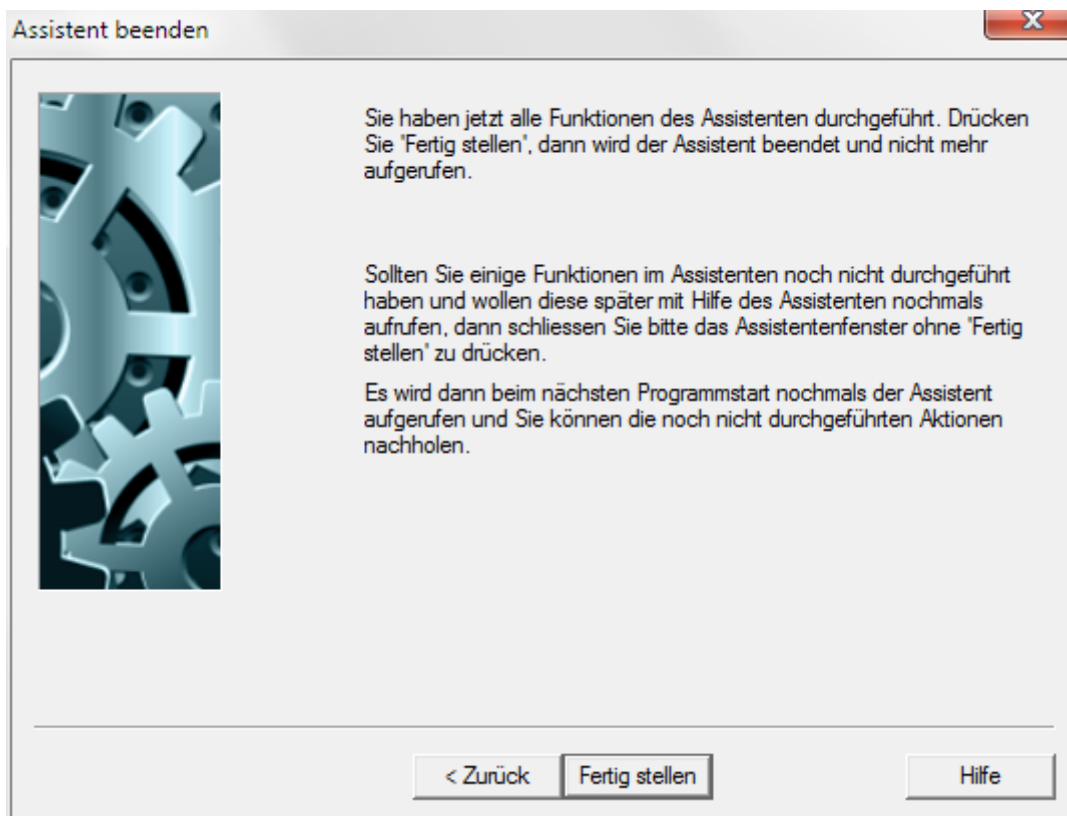 Assistent beenden
Sie haben jetzt alle Funktionen des Assistenten durchgeführt. Drücken
Sie 'Fertig stellen', dann wird der Assistent beendet und nicht mehr
aufgerufen.
Sollten Sie einige Funktionen im Assistenten noch nicht durchgeführt
haben und wollen diese später mit Hilfe des Assistenten nochmals
aufrufen, dann schliessen Sie bitte das Assistentenfenster ohne 'Fertig
stellen' zu drücken.
Es wird dann beim nächsten Programmstart nochmals der Assistent
aufgerufen und Sie können die noch nicht durchgeführten Aktionen
nachholen.
< Zurück
Fertig stellen
Hilfe